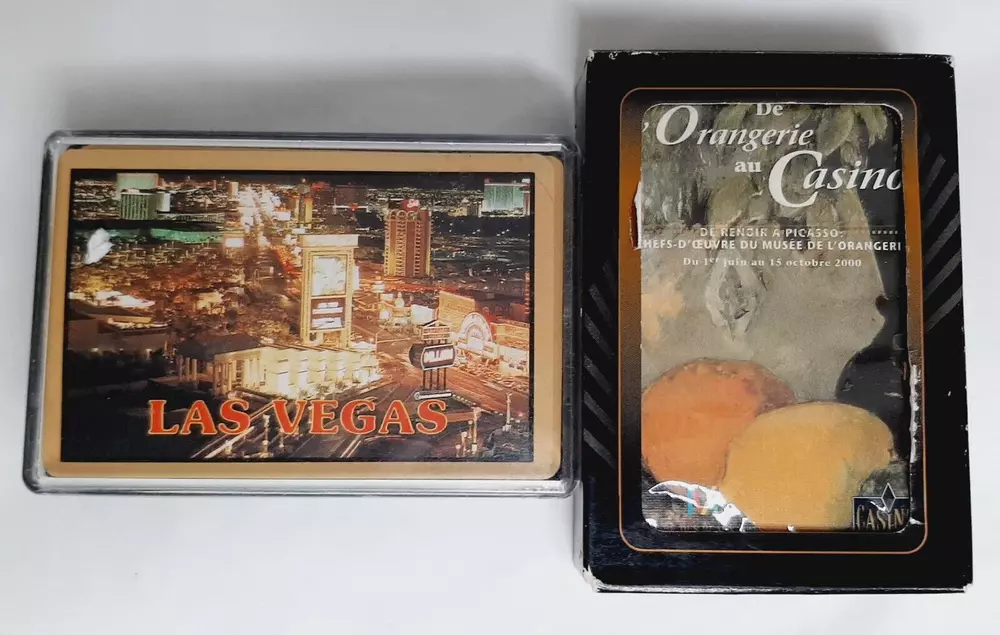 LAS VEGAS
De
l'Orangerie
au Casino
DE RENOIR À PICASSO
HEFS-D'ŒUVRE DU MUSÉE DE L'ORANGERI
Du 1er juin au 15 octobre 2000
CASIN